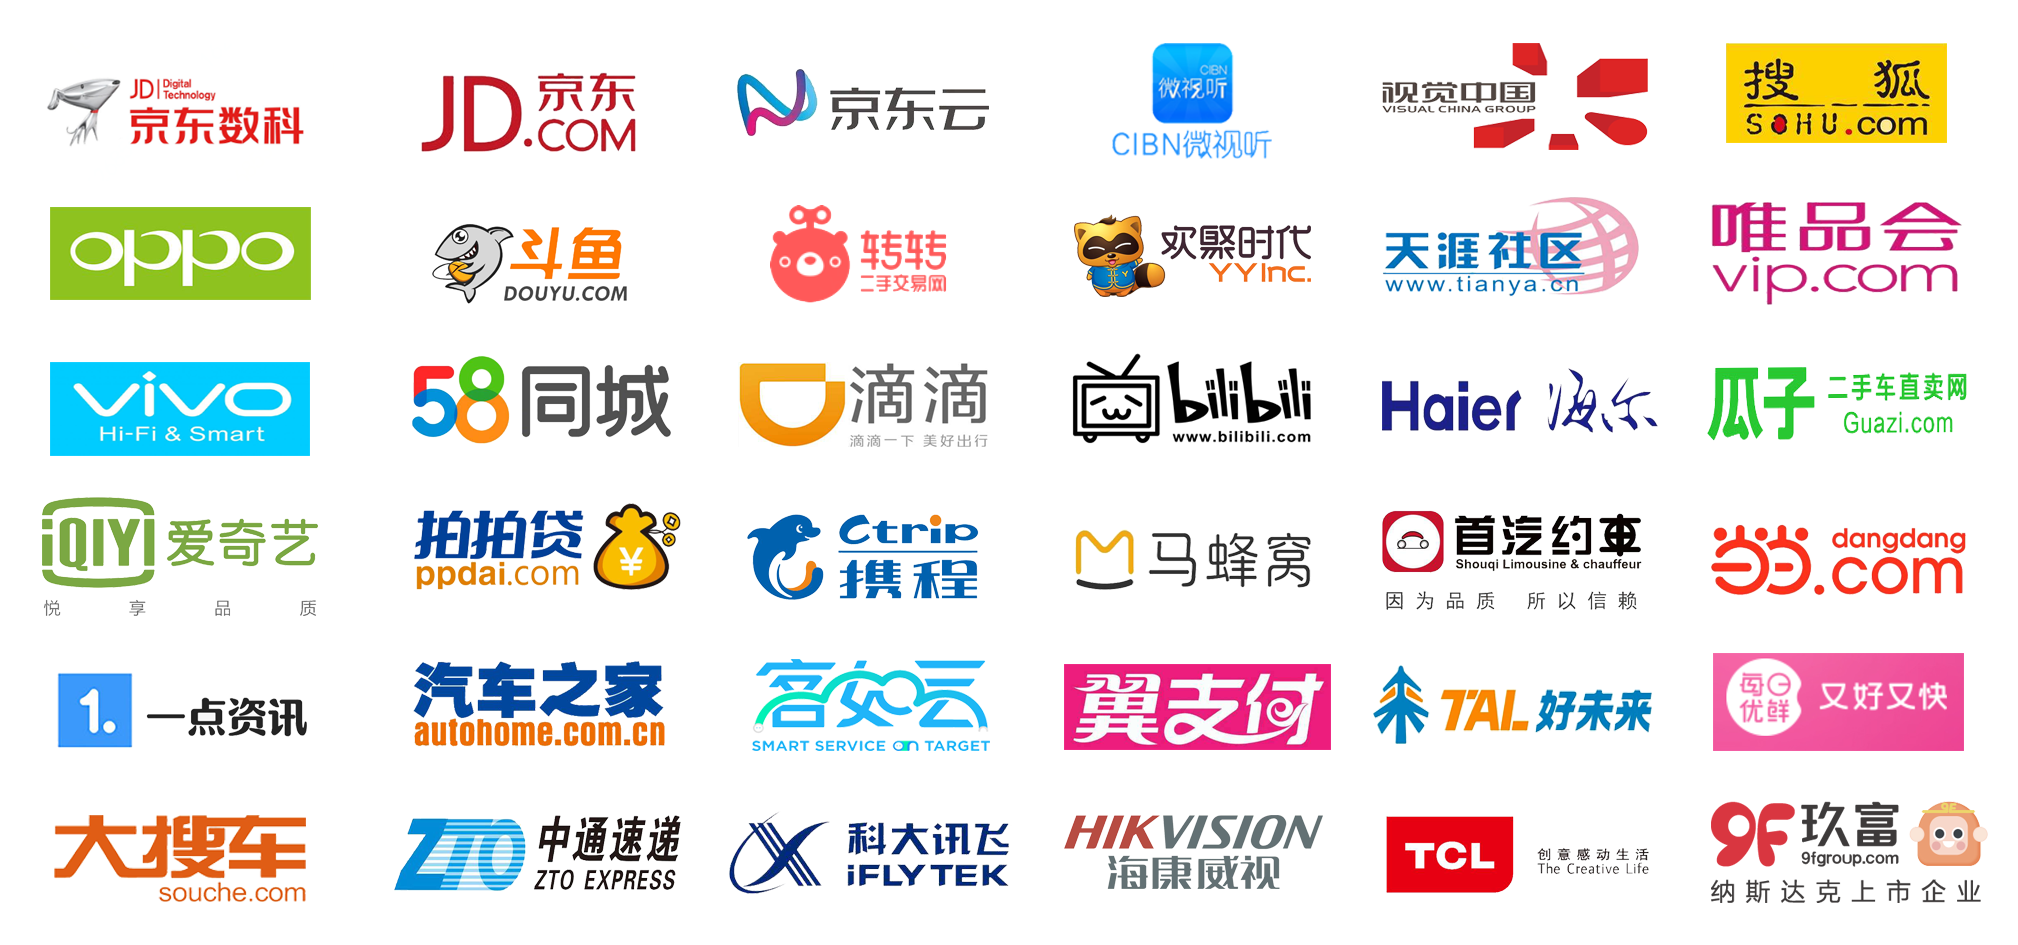 JD Digital
Technology
京东数科
JD 京东
.COM
京东云
CIBN
微视听
CIBN微视听
视觉中国
VISUAL CHINA GROUP
搜 狐
SOHU.com
oppo
斗鱼
DOUYU.COM
转转
二手交易网
欢聚时代
YY Inc.
天涯社区
www.tianya.cn
唯品会
vip.com
vivo
Hi-Fi & Smart
58同城
滴滴
滴滴一下 美好出行
bilibili
www.bilibili.com
Haier 海尔
瓜子 二手车直卖网
Guazi.com
iQIYI 爱奇艺
悦 享 品 质
拍拍贷
ppdai.com
¥
Ctrip
携程
马蜂窝
首汽约車
Shouqi Limousine & chauffeur
因为品质 所以信赖
当当 dangdang
.com
1. 一点资讯
汽车之家
autohome.com.cn
客如云
SMART SERVICE on TARGET
翼支付
TAL 好未来
每日
优鲜
又好又快
大搜车
souche.com
ZTO 中通速递
ZTO EXPRESS
科大讯飞
iFLYTEK
HIKVISION
海康威视
TCL
创意感动生活
The Creative Life
9F 玖富
9fgroup.com
9F
纳斯达克上市企业